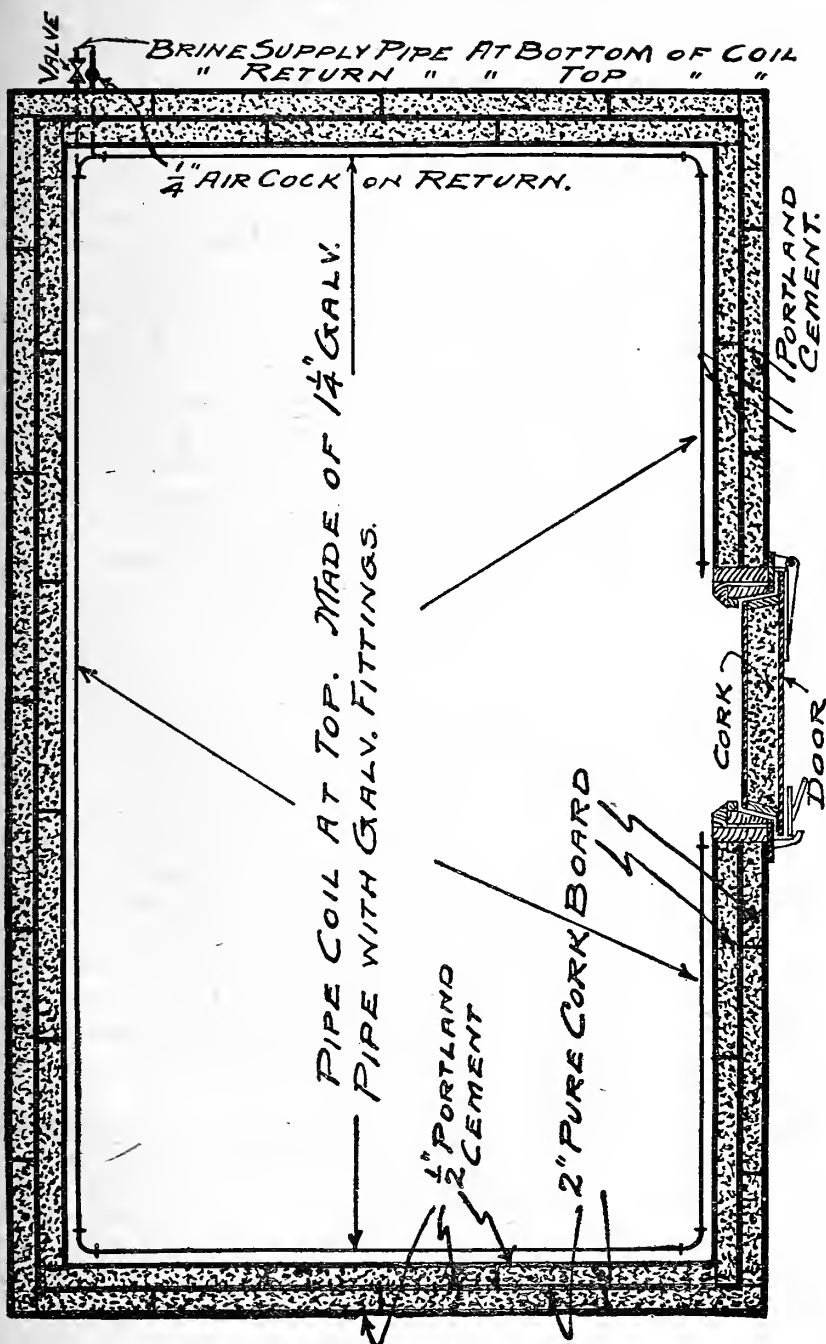 VALVE
BRINE SUPPLY PIPE AT BOTTOM OF COIL
" RETURN " " TOP " "
1/4" AIR COCK ON RETURN.
PIPE COIL AT TOP. MADE OF 1 1/4" GALV.
PIPE WITH GALV. FITTINGS.
PORTLAND
CEMENT.
CORK
DOOR
1/2" PORTLAND
CEMENT
2" PURE CORK BOARD